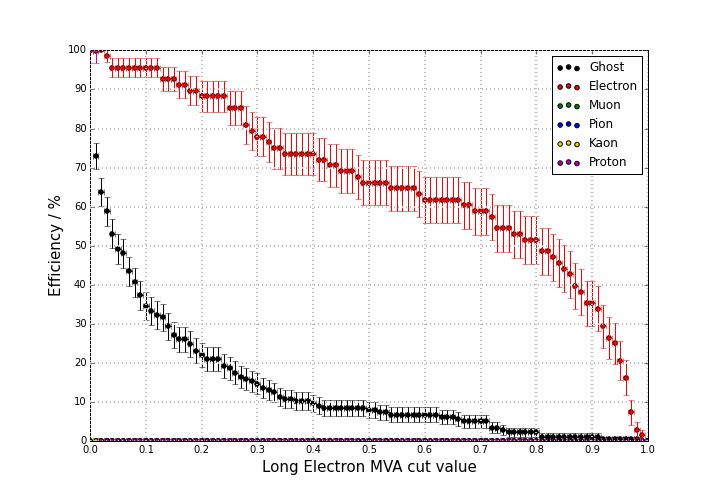 100
90
80
70
60
50
40
30
20
10
0
Efficiency / %
Ghost
Electron
Muon
Pion
Kaon
Proton
0.0 0.1 0.2 0.3 0.4 0.5 0.6 0.7 0.8 0.9 1.0
Long Electron MVA cut value